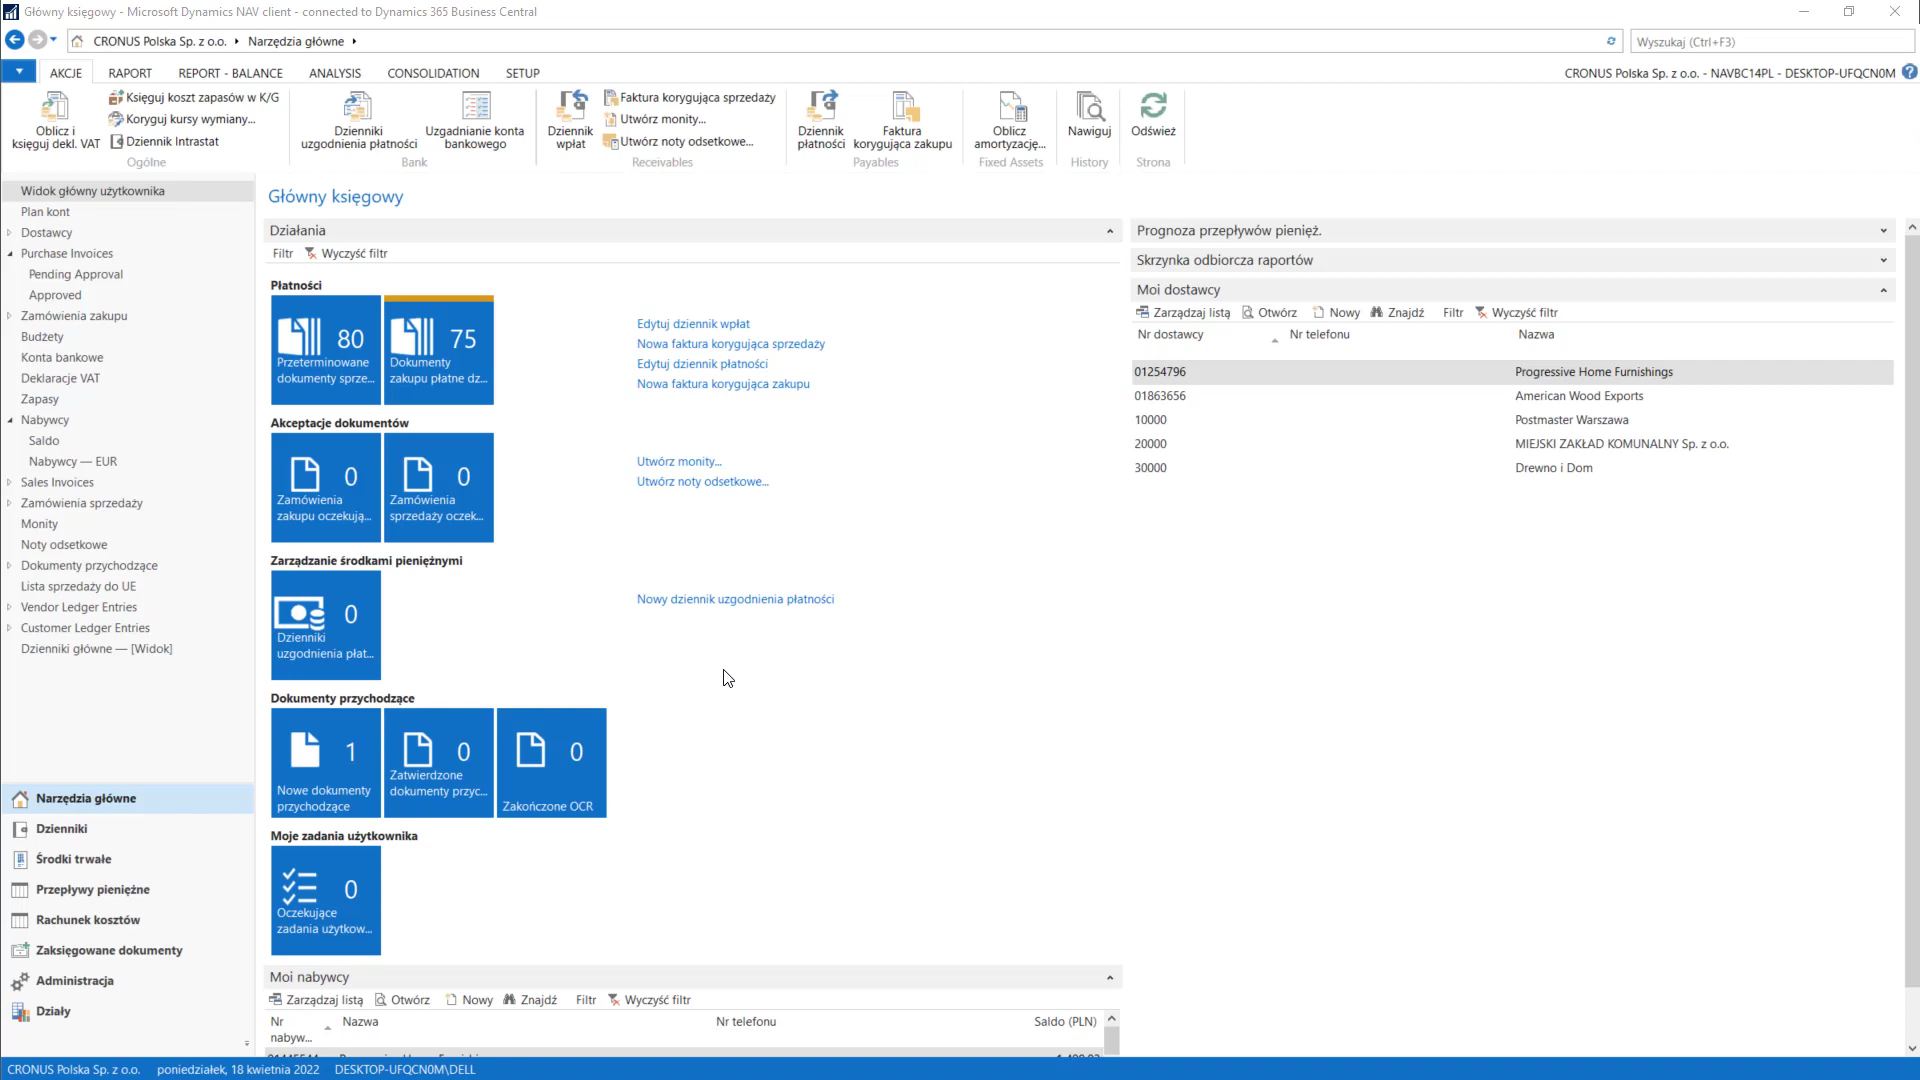 Główny księgowy - Microsoft Dynamics NAV client - connected to Dynamics 365 Business Central
CRONUS Polska Sp. z o.o. Narzędzia główne
Wyszukaj (Ctrl+F3)
AKCJE RAPORT REPORT - BALANCE ANALYSIS CONSOLIDATION SETUP
CRONUS Polska Sp. z o.o. - NAVBC14PL - DESKTOP-UFQCN0M
Oblicz i księguj dekl. VAT
Księguj koszt zapasów w K/G
Koryguj kursy wymiany...
Dziennik Intrastat
Ogólne
Dzienniki uzgodnienia płatności
Uzgadnianie konta bankowego
Bank
Dziennik wpłat
Faktura korygująca sprzedaży
Utwórz monity...
Utwórz noty odsetkowe...
Receivables
Dziennik płatności
Faktura korygująca zakupu
Payables
Oblicz amortyzację...
Fixed Assets
Nawiguj
History
Odśwież
Strona
Widok główny użytkownika
Plan kont
Dostawcy
Purchase Invoices
Pending Approval
Approved
Zamówienia zakupu
Budżety
Konta bankowe
Deklaracje VAT
Zapasy
Nabywcy
Saldo
Nabywcy — EUR
Sales Invoices
Zamówienia sprzedaży
Monity
Noty odsetkowe
Dokumenty przychodzące
Lista sprzedaży do UE
Vendor Ledger Entries
Customer Ledger Entries
Dzienniki główne — [Widok]
Narzędzia główne
Dzienniki
Środki trwałe
Przepływy pieniężne
Rachunek kosztów
Zaksięgowane dokumenty
Administracja
Działy
Główny księgowy
Działania
Filtr Wyczyść filtr
Płatności
80
Przeterminowane
dokumenty sprze...
75
Dokumenty
zakupu płatne dz...
Edytuj dziennik wpłat
Nowa faktura korygująca sprzedaży
Edytuj dziennik płatności
Nowa faktura korygująca zakupu
Akceptacje dokumentów
0
Zamówienia
zakupu oczekują...
0
Zamówienia
sprzedaży oczek...
Utwórz monity...
Utwórz noty odsetkowe...
Zarządzanie środkami pieniężnymi
0
Dzienniki
uzgodnienia płat...
Nowy dziennik uzgodnienia płatności
Dokumenty przychodzące
1
Nowe dokumenty
przychodzące
0
Zatwierdzone
dokumenty przyc...
0
Zakończone OCR
Moje zadania użytkownika
0
Oczekujące
zadania użytkow...
Moi nabywcy
Zarządzaj listą Otwórz Nowy Znajdź Filtr Wyczyść filtr
Nr nabyw... Nazwa Nr telefonu Saldo (PLN)
Prognoza przepływów pienięż.
Skrzynka odbiorcza raportów
Moi dostawcy
Zarządzaj listą Otwórz Nowy Znajdź Filtr Wyczyść filtr
Nr dostawcy Nr telefonu Nazwa
01254796 Progressive Home Furnishings
01863656 American Wood Exports
10000 Postmaster Warszawa
20000 MIEJSKI ZAKŁAD KOMUNALNY Sp. z o.o.
30000 Drewno i Dom
CRONUS Polska Sp. z o.o. poniedziałek, 18 kwietnia 2022 DESKTOP-UFQCN0M\DELL